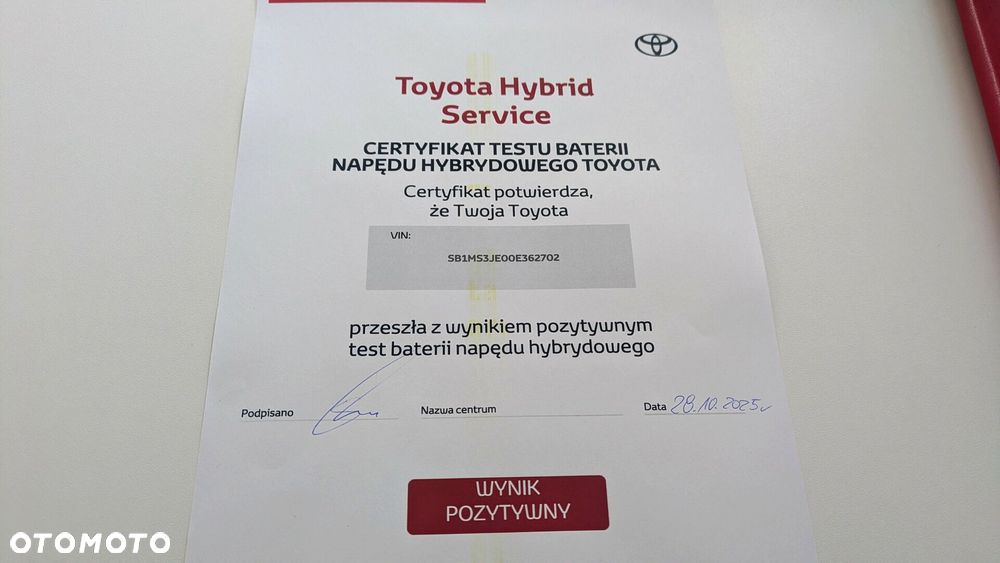 Toyota Hybrid
Service
CERTYFIKAT TESTU BATERII
NAPĘDU HYBRYDOWEGO TOYOTA
Certyfikat potwierdza,
że Twoja Toyota
VIN:
SB1MS3JE00E362702
przeszła z wynikiem pozytywnym
test baterii napędu hybrydowego
Podpisano
Nazwa centrum
Data 28.10.2025r
WYNIK
POZYTYWNY
OTOMOTO